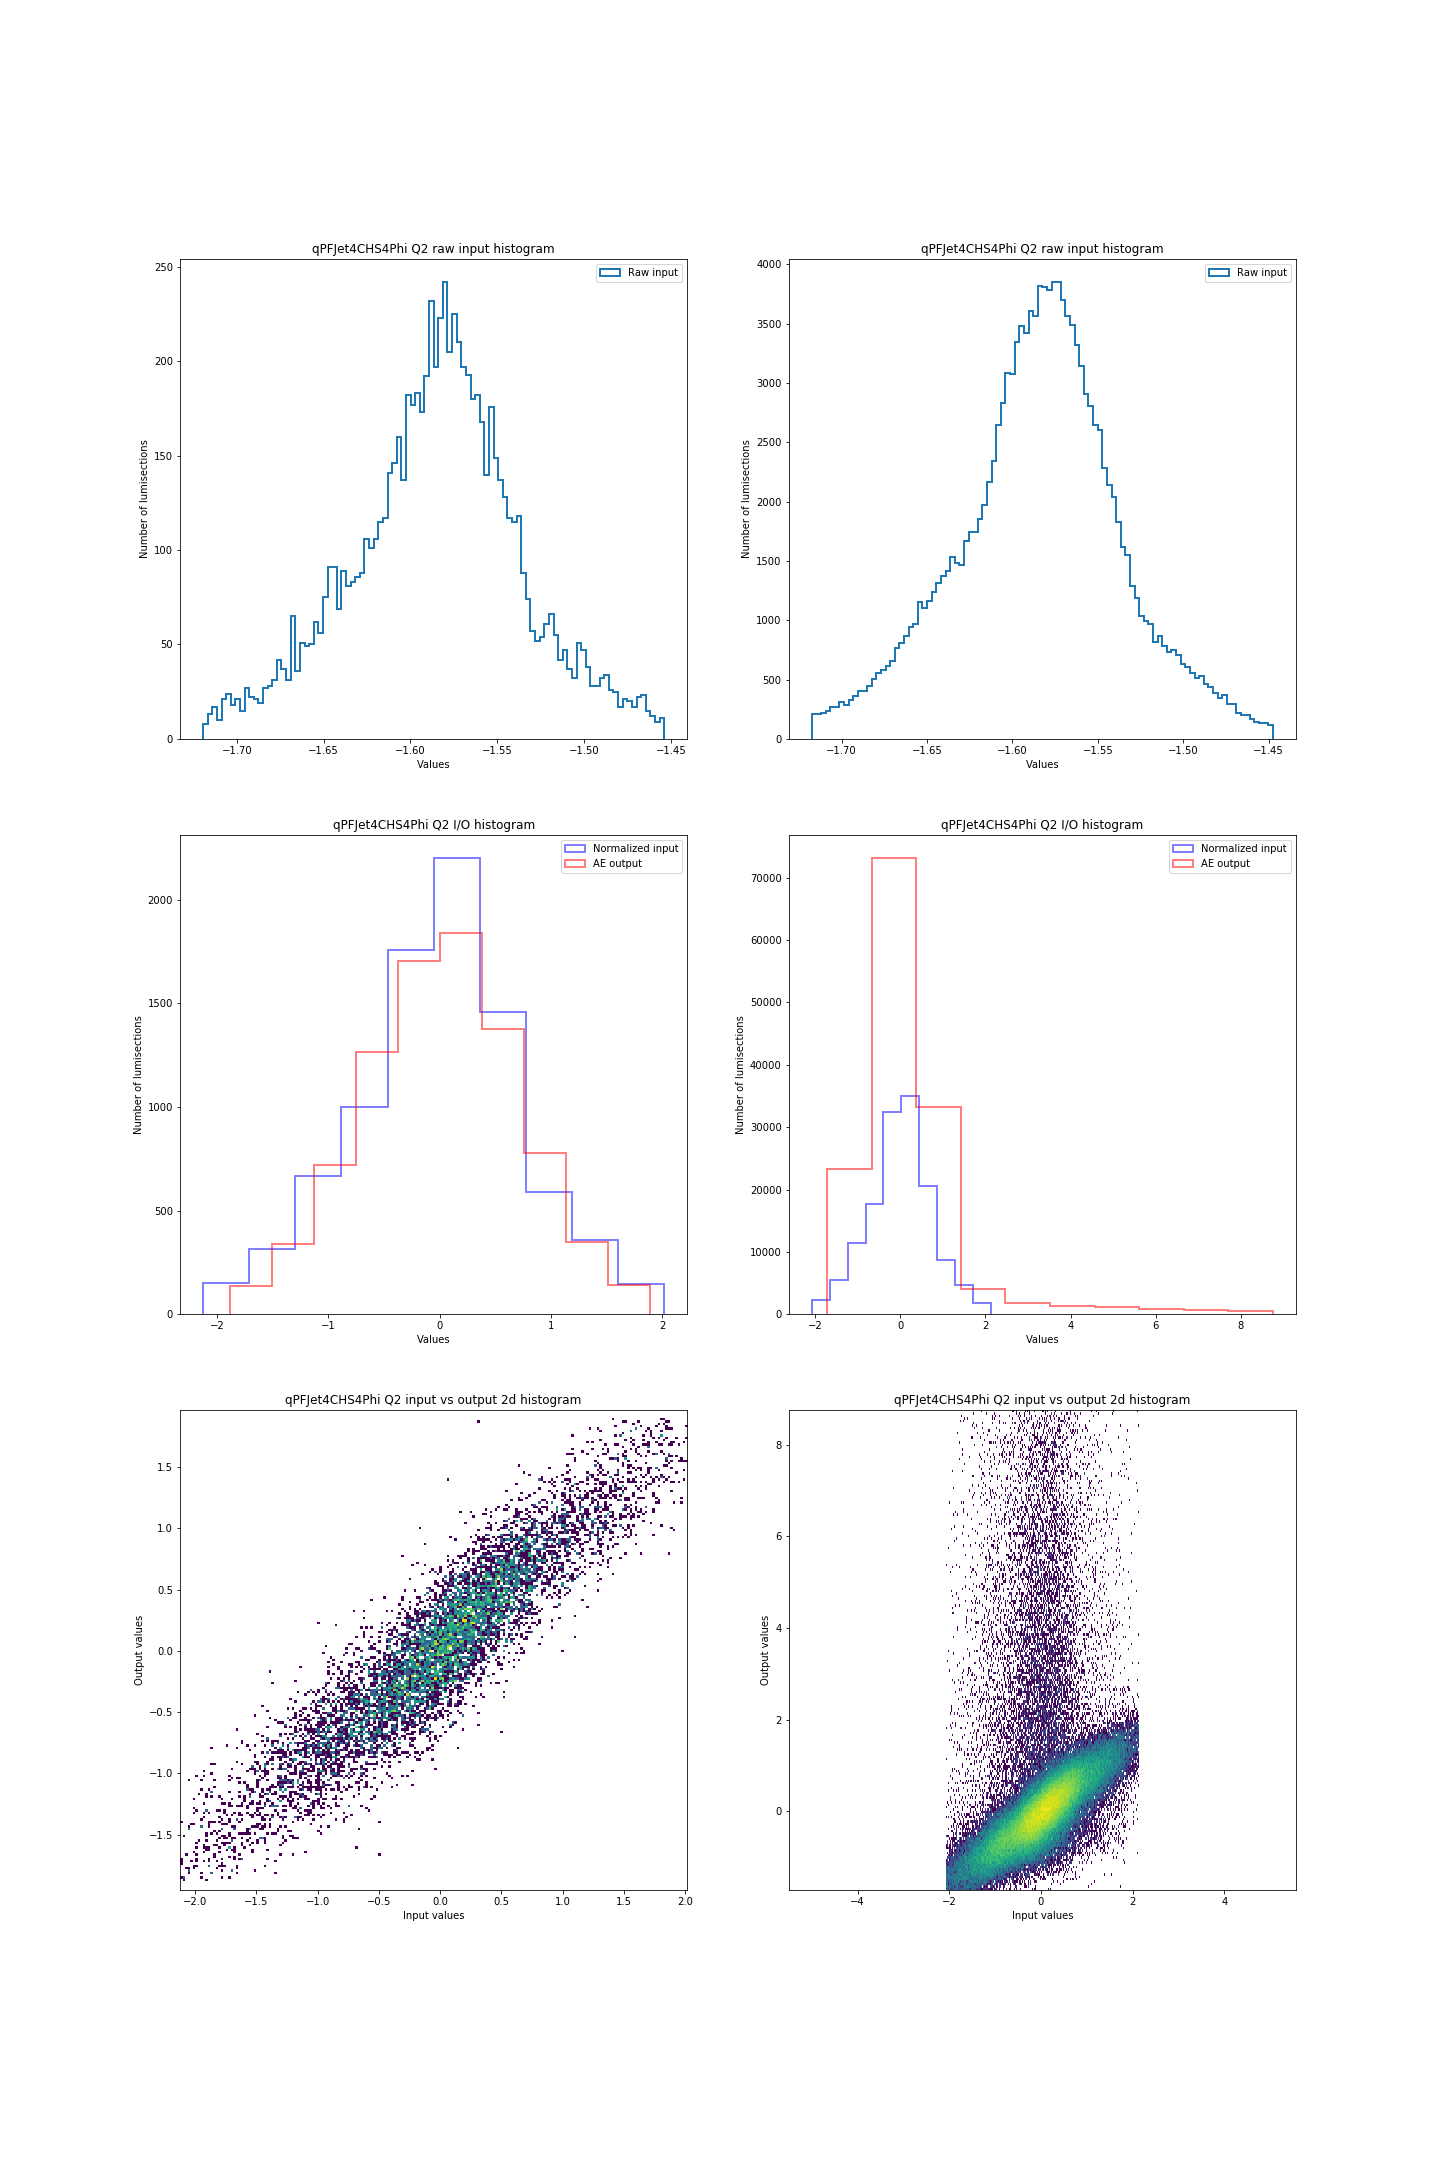 qPFJet4CHS4Phi Q2 raw input histogram
Raw input
250
200
150
100
50
0
Number of lumisections
−1.70 −1.65 −1.60 −1.55 −1.50 −1.45
Values
qPFJet4CHS4Phi Q2 raw input histogram
Raw input
4000
3500
3000
2500
2000
1500
1000
500
0
Number of lumisections
−1.70 −1.65 −1.60 −1.55 −1.50 −1.45
Values
qPFJet4CHS4Phi Q2 I/O histogram
Normalized input
AE output
2000
1500
1000
500
0
Number of lumisections
−2 −1 0 1 2
Values
qPFJet4CHS4Phi Q2 I/O histogram
Normalized input
AE output
70000
60000
50000
40000
30000
20000
10000
0
Number of lumisections
−2 0 2 4 6 8
Values
qPFJet4CHS4Phi Q2 input vs output 2d histogram
1.5
1.0
0.5
0.0
−0.5
−1.0
−1.5
Output values
−2.0 −1.5 −1.0 −0.5 0.0 0.5 1.0 1.5 2.0
Input values
qPFJet4CHS4Phi Q2 input vs output 2d histogram
8
6
4
2
0
Output values
−4 −2 0 2 4
Input values